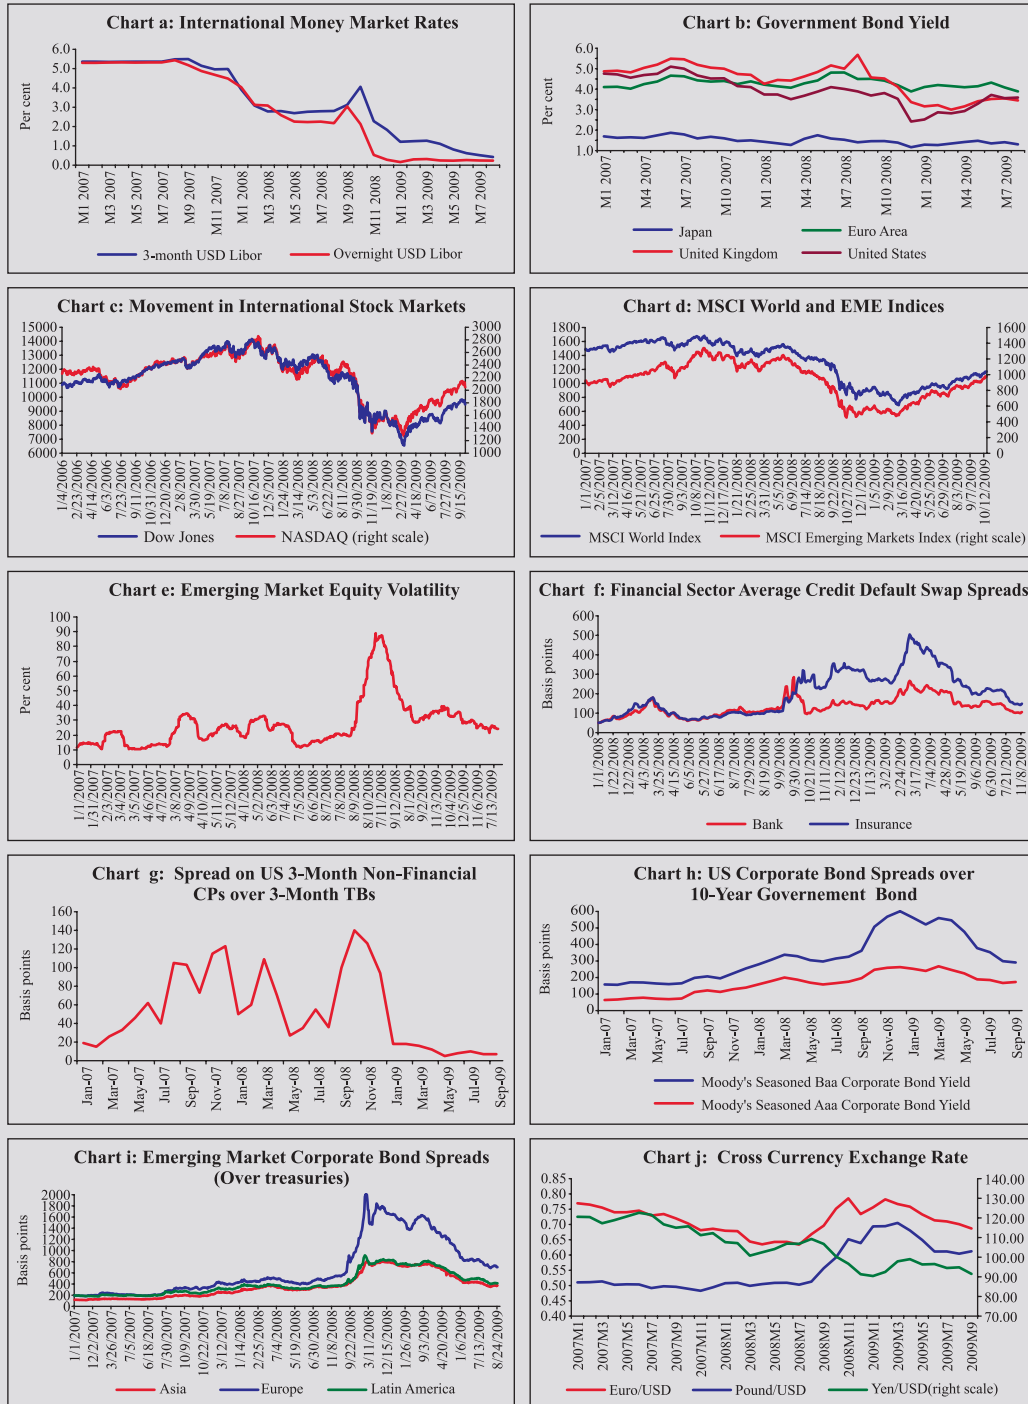 Chart a: International Money Market Rates
Per cent
6.0
5.0
4.0
3.0
2.0
1.0
0.0
M1 2007
M3 2007
M5 2007
M7 2007
M9 2007
M11 2007
M1 2008
M3 2008
M5 2008
M7 2008
M9 2008
M11 2008
M1 2009
M3 2009
M5 2009
M7 2009
3-month USD Libor
Overnight USD Libor
Chart b: Government Bond Yield
Per cent
6.0
5.0
4.0
3.0
2.0
1.0
M1 2007
M4 2007
M7 2007
M10 2007
M1 2008
M4 2008
M7 2008
M10 2008
M1 2009
M4 2009
M7 2009
Japan
Euro Area
United Kingdom
United States
Chart c: Movement in International Stock Markets
15000
14000
13000
12000
11000
10000
9000
8000
7000
6000
3000
2800
2600
2400
2200
2000
1800
1600
1400
1200
1000
1/4/2006
2/23/2006
4/14/2006
6/4/2006
7/23/2006
9/11/2006
10/31/2006
12/20/2006
2/8/2007
3/30/2007
5/19/2007
7/8/2007
8/27/2007
10/16/2007
12/5/2007
1/24/2008
3/14/2008
5/3/2008
6/22/2008
8/11/2008
9/30/2008
11/19/2008
1/8/2009
2/27/2009
4/18/2009
6/7/2009
7/27/2009
9/15/2009
Dow Jones
NASDAQ (right scale)
Chart d: MSCI World and EME Indices
1800
1600
1400
1200
1000
800
600
400
200
0
1600
1400
1200
1000
800
600
400
200
0
1/1/2007
2/5/2007
3/12/2007
4/16/2007
5/21/2007
6/25/2007
7/30/2007
9/3/2007
10/8/2007
11/12/2007
12/17/2007
1/21/2008
2/25/2008
3/31/2008
5/5/2008
6/9/2008
7/14/2008
8/18/2008
9/22/2008
10/27/2008
12/1/2008
1/5/2009
2/9/2009
3/16/2009
4/20/2009
5/25/2009
6/29/2009
8/3/2009
9/7/2009
10/12/2009
MSCI World Index
MSCI Emerging Markets Index (right scale)
Chart e: Emerging Market Equity Volatility
Per cent
100
90
80
70
60
50
40
30
20
10
0
1/1/2007
1/31/2007
2/3/2007
3/4/2007
3/5/2007
4/6/2007
4/7/2007
3/8/2007
4/9/2007
4/10/2007
5/11/2007
5/12/2007
4/1/2008
5/2/2008
6/3/2008
7/4/2008
5/5/2008
6/6/2008
7/7/2008
7/8/2008
8/9/2008
8/10/2008
7/11/2008
9/12/2008
8/1/2009
9/2/2009
11/3/2009
10/4/2009
12/5/2009
11/6/2009
7/13/2009
Chart f: Financial Sector Average Credit Default Swap Spreads
Basis points
600
500
400
300
200
100
0
1/1/2008
1/22/2008
12/2/2008
4/3/2008
3/25/2008
4/15/2008
6/5/2008
5/27/2008
6/17/2008
8/7/2008
7/29/2008
8/19/2008
9/9/2008
9/30/2008
10/21/2008
11/11/2008
2/12/2008
12/23/2008
1/13/2009
3/2/2009
2/24/2009
3/17/2009
7/4/2009
4/28/2009
5/19/2009
9/6/2009
6/30/2009
7/21/2009
11/8/2009
Bank
Insurance
Chart g: Spread on US 3-Month Non-Financial
CPs over 3-Month TBs
Basis points
160
140
120
100
80
60
40
20
0
Jan-07
Mar-07
May-07
Jul-07
Sep-07
Nov-07
Jan-08
Mar-08
May-08
Jul-08
Sep-08
Nov-08
Jan-09
Mar-09
May-09
Jul-09
Sep-09
Chart h: US Corporate Bond Spreads over
10-Year Governement Bond
Basis points
600
500
400
300
200
100
0
Jan-07
Mar-07
May-07
Jul-07
Sep-07
Nov-07
Jan-08
Mar-08
May-08
Jul-08
Sep-08
Nov-08
Jan-09
Mar-09
May-09
Jul-09
Sep-09
Moody's Seasoned Baa Corporate Bond Yield
Moody's Seasoned Aaa Corporate Bond Yield
Chart i: Emerging Market Corporate Bond Spreads
(Over treasuries)
Basis points
2000
1800
1600
1400
1200
1000
800
600
400
200
0
1/1/2007
12/2/2007
3/26/2007
7/5/2007
6/18/2007
7/30/2007
10/9/2007
10/22/2007
3/12/2007
1/14/2008
2/25/2008
7/4/2008
5/19/2008
6/30/2008
11/8/2008
9/22/2008
3/11/2008
12/15/2008
1/26/2009
9/3/2009
4/20/2009
1/6/2009
7/13/2009
8/24/2009
Asia
Europe
Latin America
Chart j: Cross Currency Exchange Rate
0.85
0.80
0.75
0.70
0.65
0.60
0.55
0.50
0.45
0.40
140.00
130.00
120.00
110.00
100.00
90.00
80.00
70.00
2007M1
2007M3
2007M5
2007M7
2007M9
2007M11
2008M1
2008M3
2008M5
2008M7
2008M9
2008M11
2009M1
2009M3
2009M5
2009M7
2009M9
Euro/USD
Pound/USD
Yen/USD(right scale)